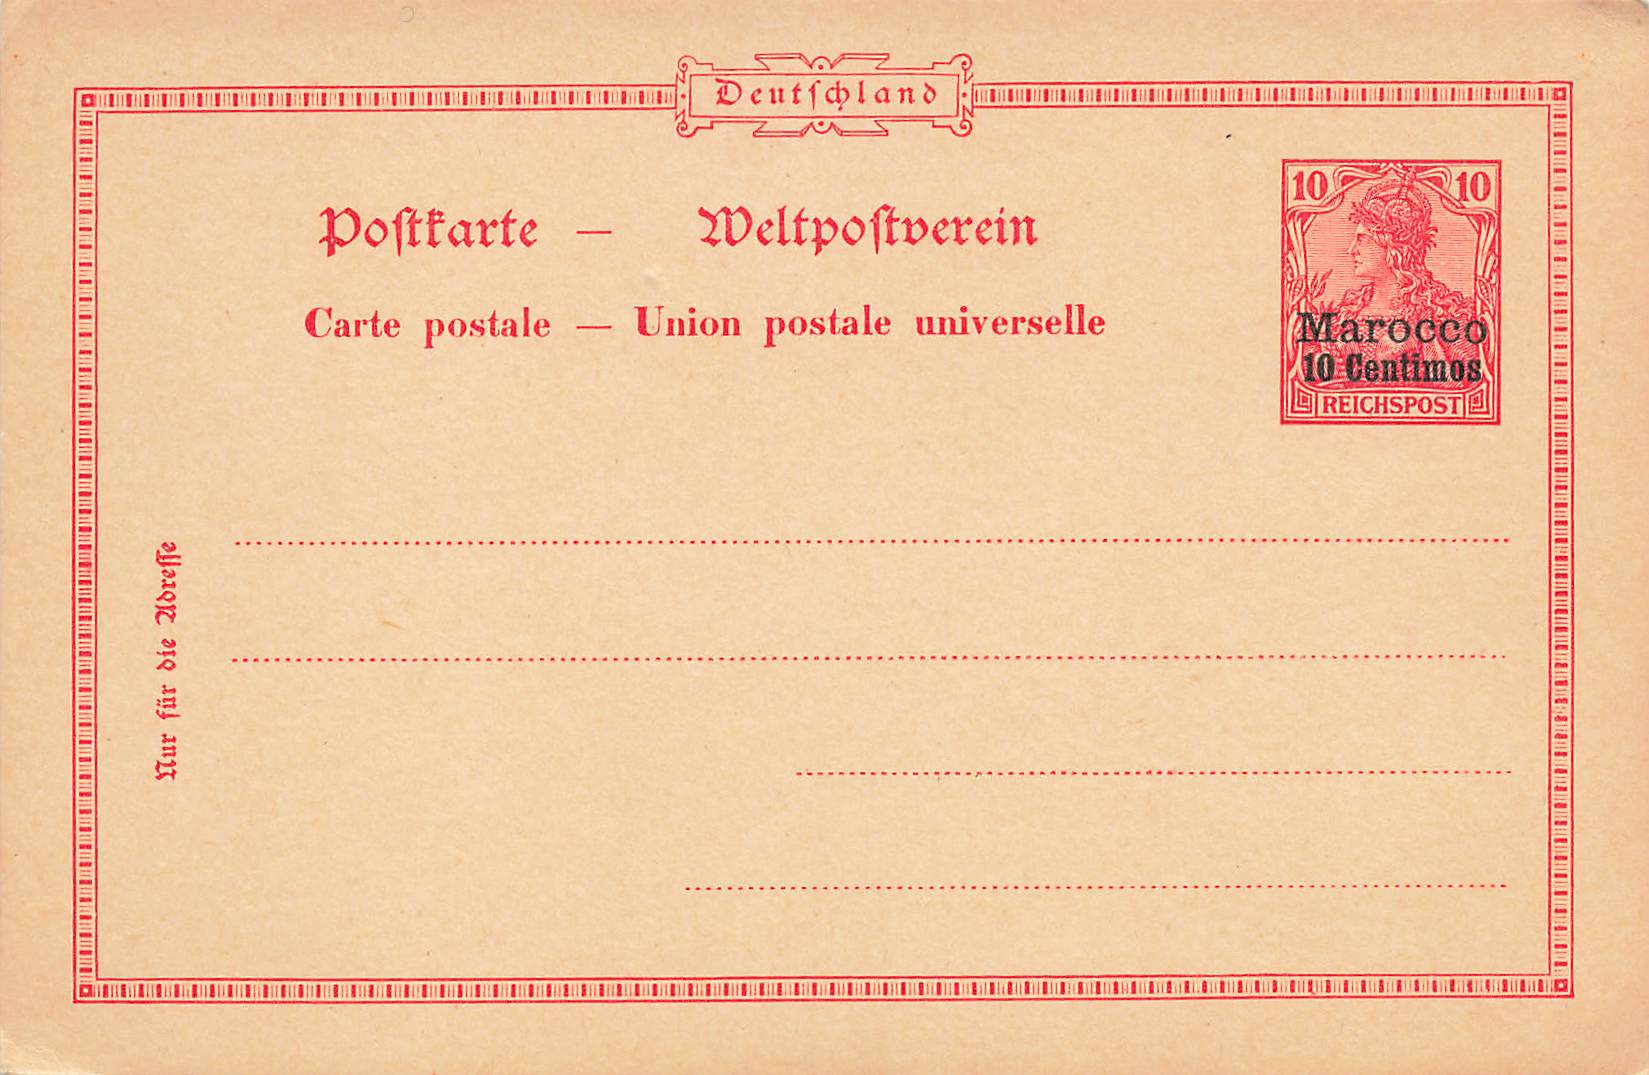 Deutſchland
Poſtkarte — Weltpoſtverein
Carte postale — Union postale universelle
10 10
Marocco
10 Centimos
REICHSPOST
Nur für die Adreſſe